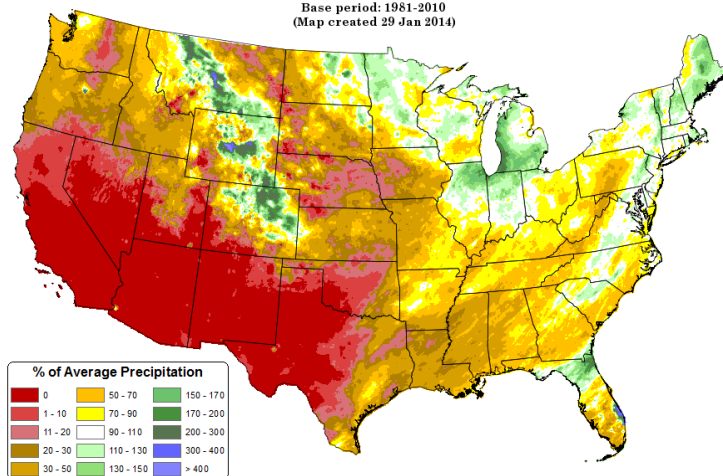 Base period: 1981-2010
(Map created 29 Jan 2014)
% of Average Precipitation
0
1 - 10
11 - 20
20 - 30
30 - 50
50 - 70
70 - 90
90 - 110
110 - 130
130 - 150
150 - 170
170 - 200
200 - 300
300 - 400
> 400